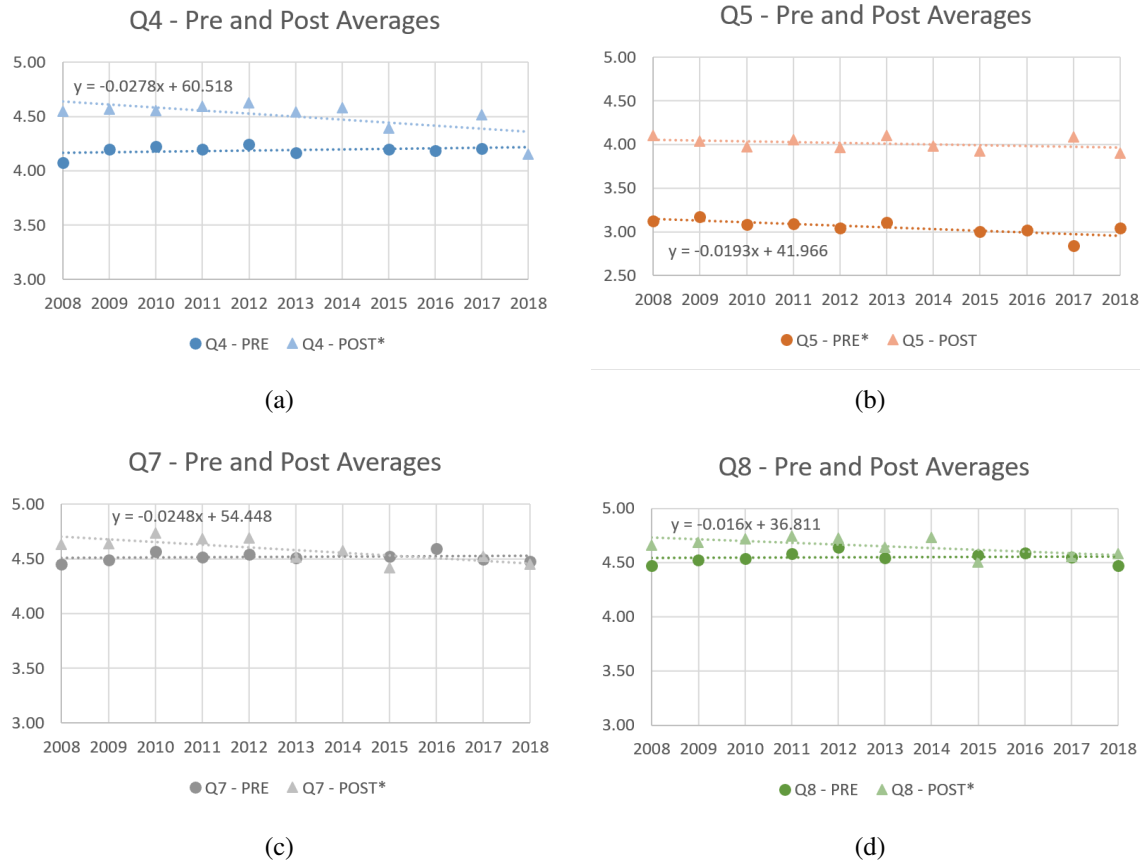 Q4 - Pre and Post Averages
5.00
y = -0.0278x + 60.518
4.50
4.00
3.50
3.00
2008 2009 2010 2011 2012 2013 2014 2015 2016 2017 2018
Q4 - PRE Q4 - POST*
(a)
Q5 - Pre and Post Averages
5.00
4.50
4.00
3.50
3.00
y = -0.0193x + 41.966
2.50
2008 2009 2010 2011 2012 2013 2014 2015 2016 2017 2018
Q5 - PRE* Q5 - POST
(b)
Q7 - Pre and Post Averages
5.00
y = -0.0248x + 54.448
4.50
4.00
3.50
3.00
2008 2009 2010 2011 2012 2013 2014 2015 2016 2017 2018
Q7 - PRE Q7 - POST*
(c)
Q8 - Pre and Post Averages
5.00
y = -0.016x + 36.811
4.50
4.00
3.50
3.00
2008 2009 2010 2011 2012 2013 2014 2015 2016 2017 2018
Q8 - PRE Q8 - POST*
(d)